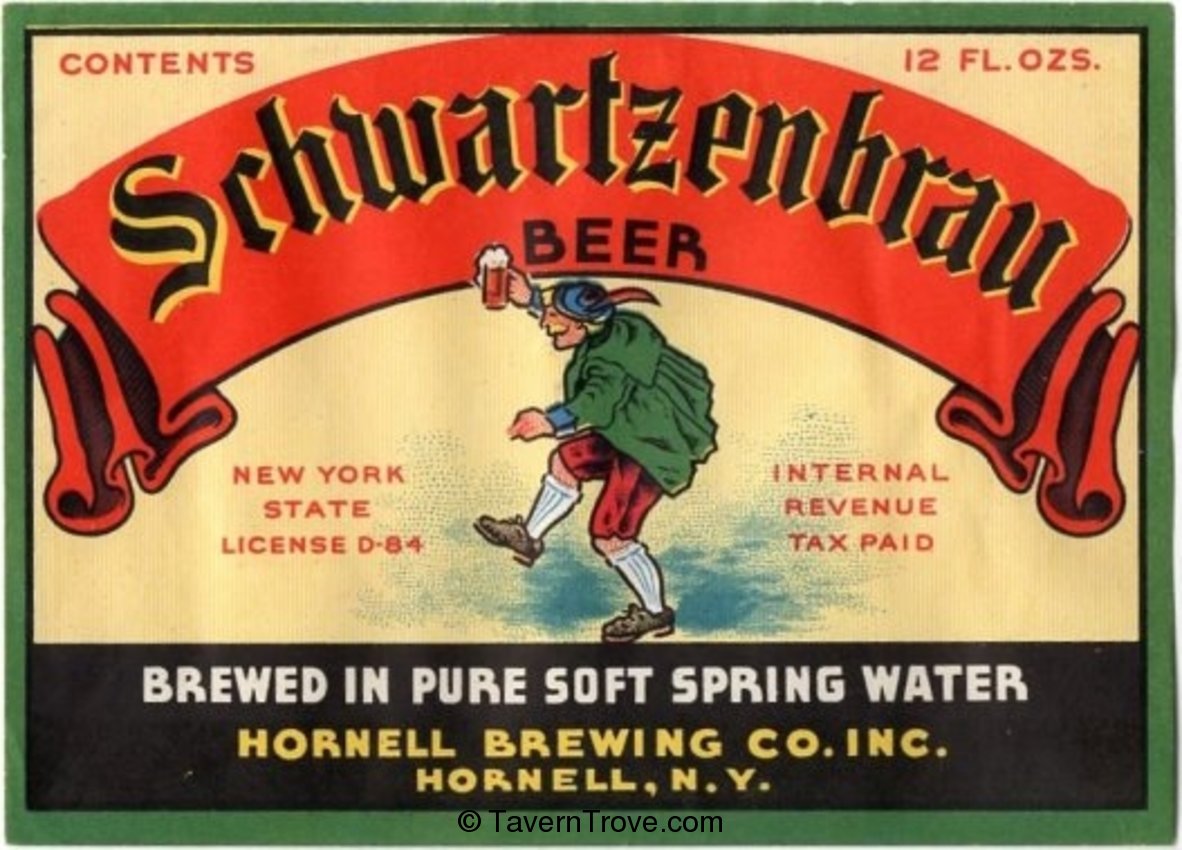 CONTENTS
12 FL. OZS.
Schwartzenbrau
BEER
NEW YORK
STATE
LICENSE D-84
INTERNAL
REVENUE
TAX PAID
BREWED IN PURE SOFT SPRING WATER
HORNELL BREWING CO. INC.
HORNELL, N.Y.
© TavernTrove.com